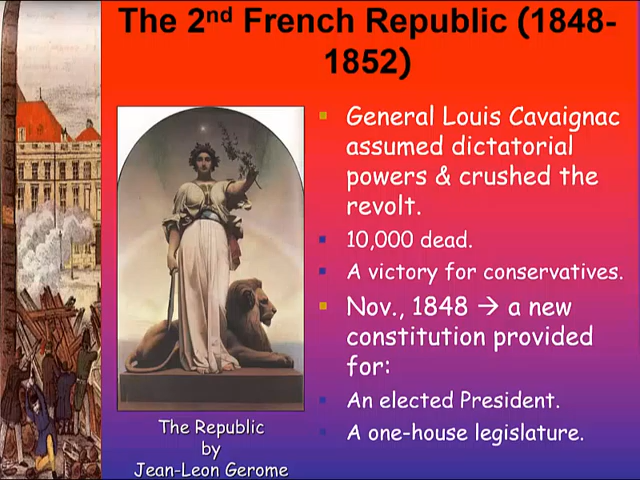 The 2nd French Republic (1848-
1852)
General Louis Cavaignac
assumed dictatorial
powers & crushed the
revolt.
10,000 dead.
A victory for conservatives.
Nov., 1848 → a new
constitution provided
for:
An elected President.
A one-house legislature.
The Republic
by
Jean-Leon Gerome